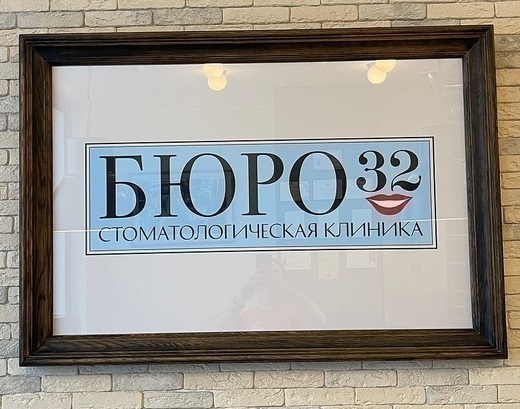 БЮРО 32
СТОМАТОЛОГИЧЕСКАЯ КЛИНИКА